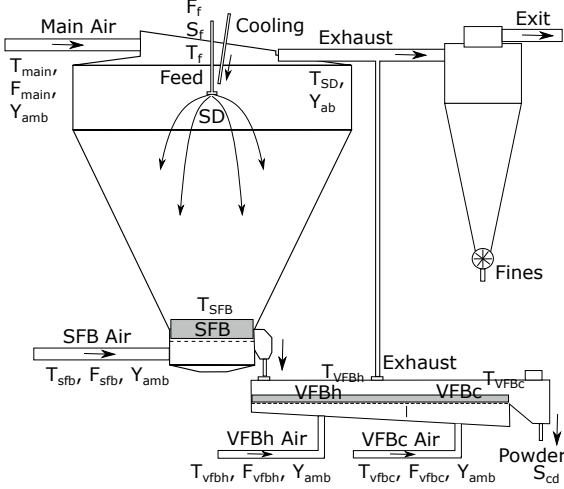 F_f
S_f
T_f
Feed
Cooling
Main Air
T_main,
F_main,
Y_amb
Exhaust
Exit
T_SD,
Y_ab
SD
Fines
T_SFB
SFB
SFB Air
T_sfb, F_sfb, Y_amb
Exhaust
T_VFBh
T_VFBc
VFBh
VFBc
VFBh Air
T_vfbh, F_vfbh, Y_amb
VFBc Air
T_vfbc, F_vfbc, Y_amb
Powder
S_cd